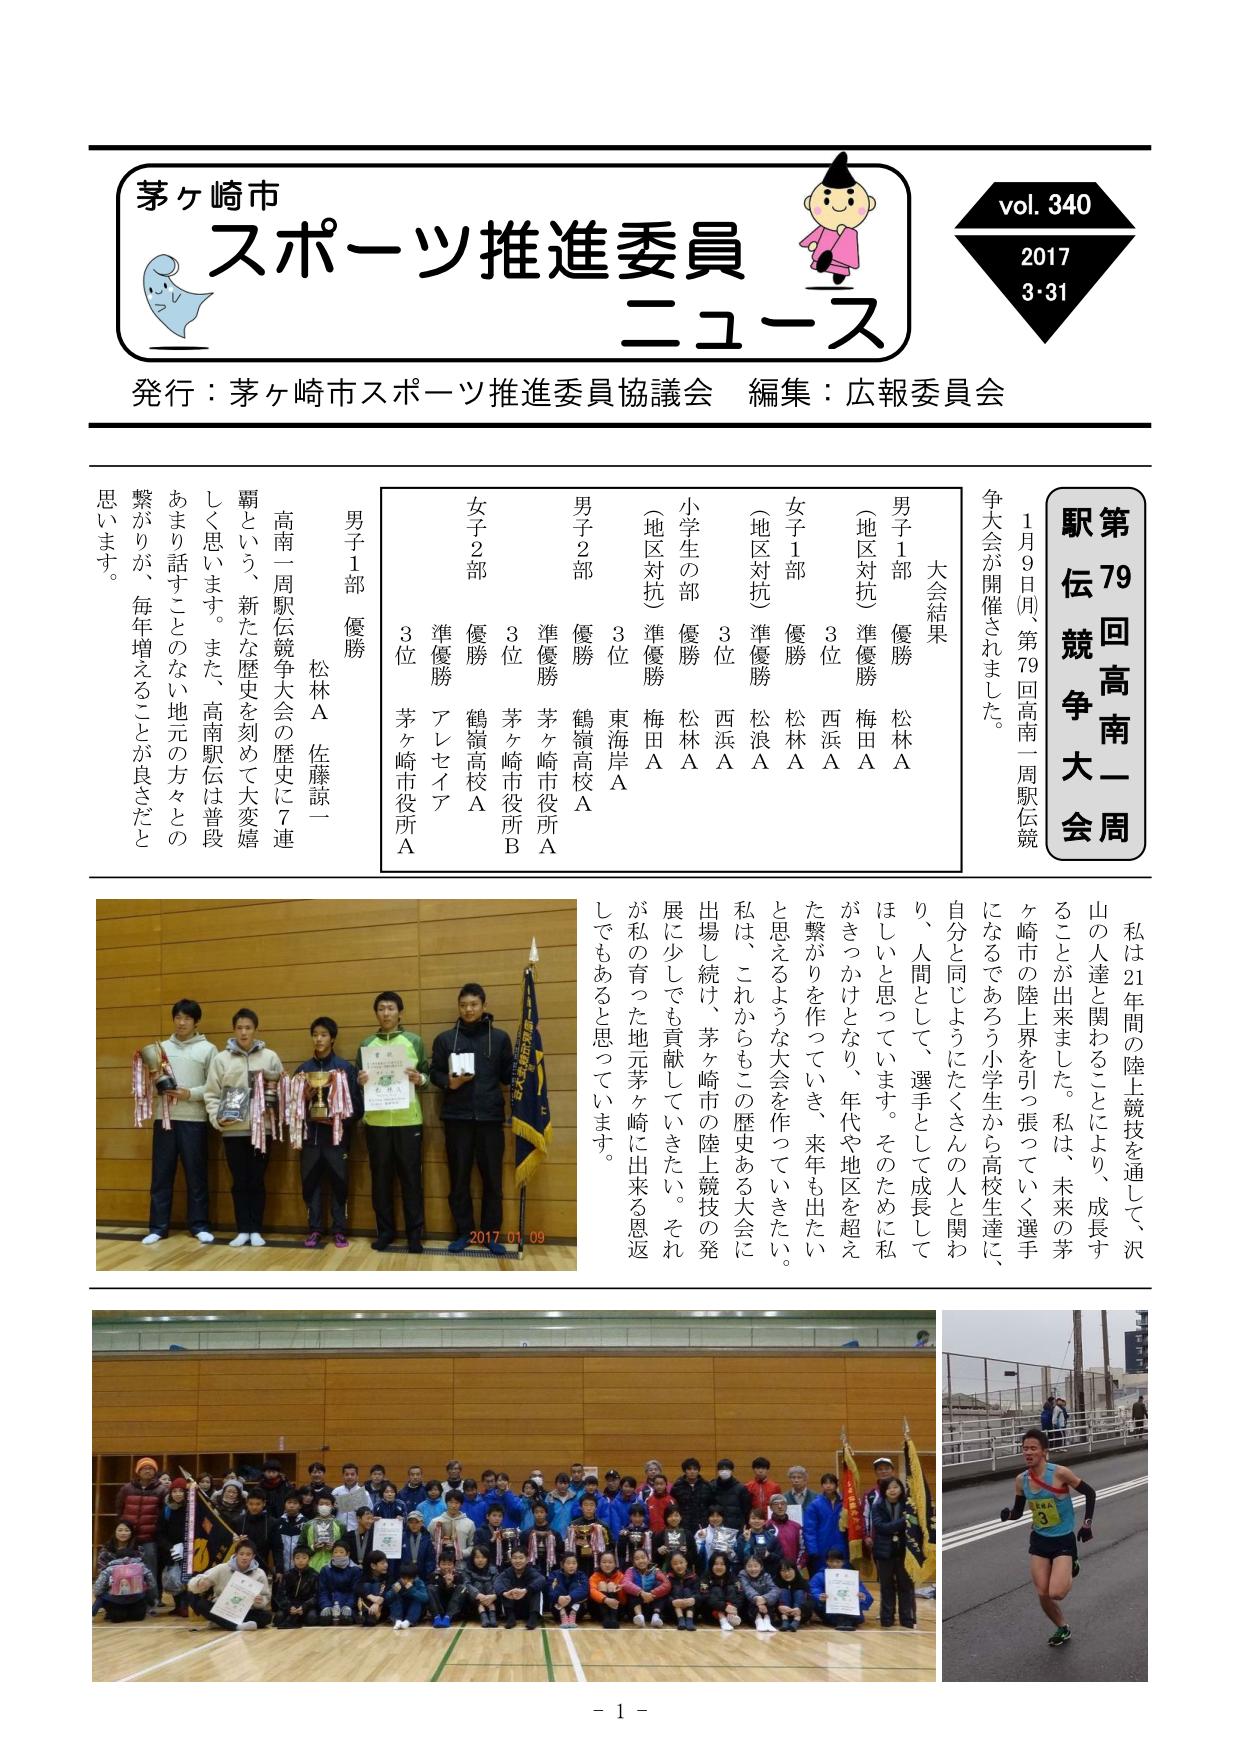 茅ヶ崎市
スポーツ推進委員
ニュース
vol. 340
2017
3・31
発行：茅ヶ崎市スポーツ推進委員協議会　編集：広報委員会
第79回高南一周
駅伝競争大会
１月９日㈪、第79回高南一周駅伝競
争大会が開催されました。
大会結果
男子１部　優勝　松林Ａ
（地区対抗）準優勝　梅田Ａ
３位　西浜Ａ
女子１部　優勝　松林Ａ
（地区対抗）準優勝　松浪Ａ
３位　西浜Ａ
小学生の部　優勝　松林Ａ
（地区対抗）準優勝　梅田Ａ
３位　東海岸Ａ
男子２部　優勝　鶴嶺高校Ａ
準優勝　茅ヶ崎市役所Ａ
３位　茅ヶ崎市役所Ｂ
女子２部　優勝　鶴嶺高校Ａ
準優勝　アレセイア
３位　茅ヶ崎市役所Ａ
男子１部　優勝
松林Ａ　佐藤諒一
高南一周駅伝競争大会の歴史に７連
覇という、新たな歴史を刻めて大変嬉
しく思います。また、高南駅伝は普段
あまり話すことのない地元の方々との
繋がりが、毎年増えることが良さだと
思います。
私は21年間の陸上競技を通して、沢
山の人達と関わることにより、成長す
ることが出来ました。私は、未来の茅
ヶ崎市の陸上界を引っ張っていく選手
になるであろう小学生から高校生達に、
自分と同じようにたくさんの人と関わ
り、人間として、選手として成長して
ほしいと思っています。そのために私
がきっかけとなり、年代や地区を超え
た繋がりを作っていき、来年も出たい
と思えるような大会を作っていきたい。
私は、これからもこの歴史ある大会に
出場し続け、茅ヶ崎市の陸上競技の発
展に少しでも貢献していきたい。それ
が私の育った地元茅ヶ崎に出来る恩返
しでもあると思っています。
2017 01 09
3
- 1 -